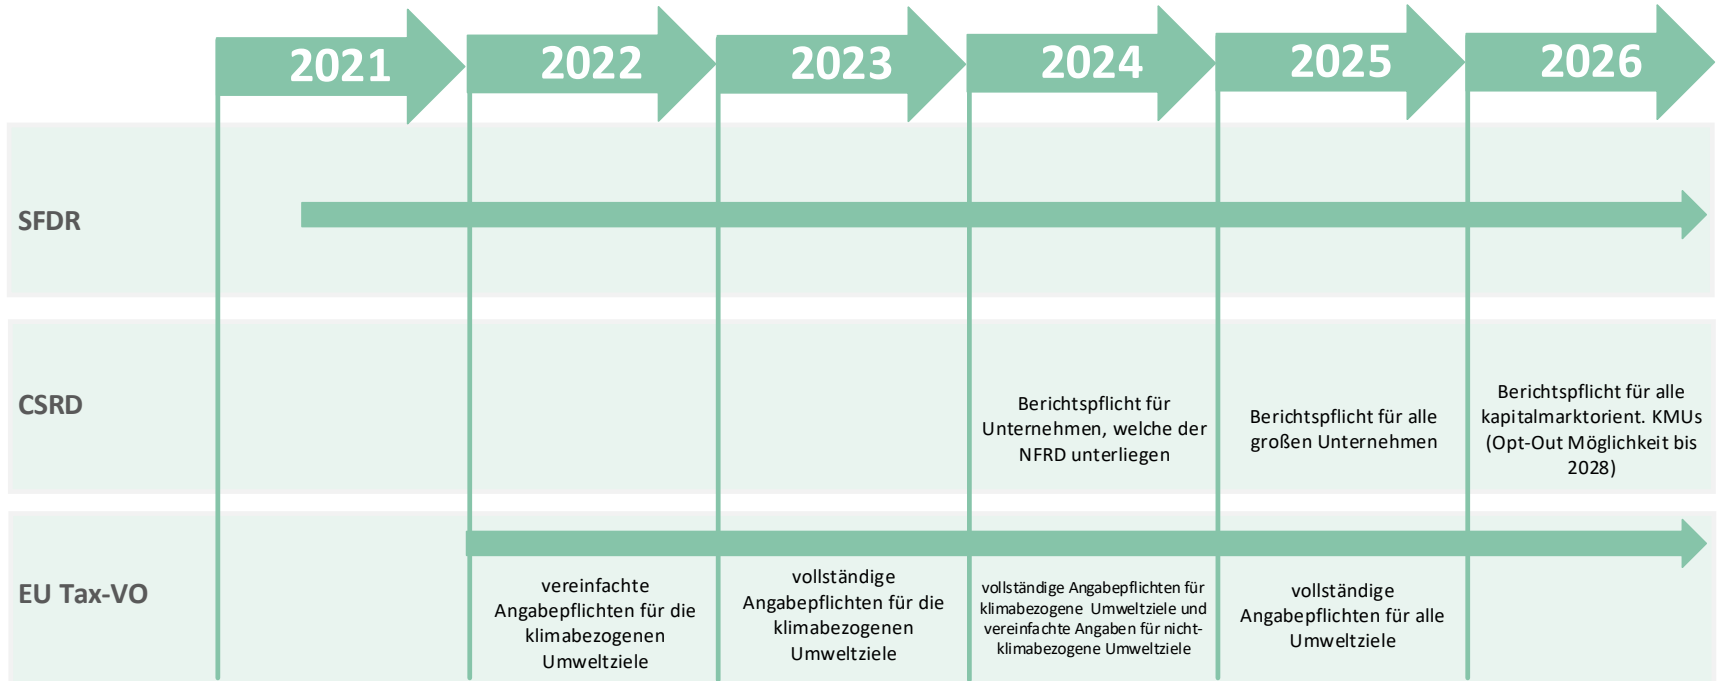 2021
2022
2023
2024
2025
2026
SFDR
CSRD
Berichtspflicht für
Unternehmen, welche der
NFRD unterliegen
Berichtspflicht für alle
großen Unternehmen
Berichtspflicht für alle
kapitalmarktorient. KMUs
(Opt-Out Möglichkeit bis
2028)
EU Tax-VO
vereinfachte
Angabepflichten für die
klimabezogenen
Umweltziele
vollständige
Angabepflichten für die
klimabezogenen
Umweltziele
vollständige Angabepflichten für
klimabezogene Umweltziele und
vereinfachte Angaben für nicht-
klimabezogene Umweltziele
vollständige
Angabepflichten für alle
Umweltziele